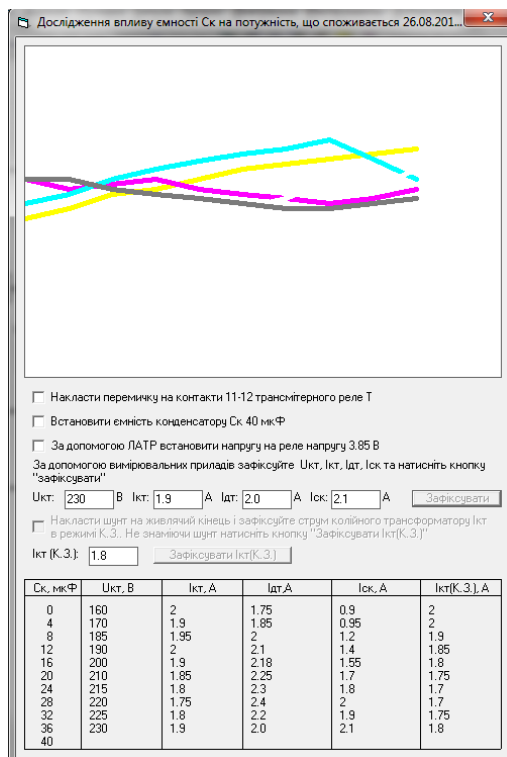 Дослідження впливу ємності Ск на потужність, що споживається 26.08.201...
Накласти перемичку на контакти 11-12 трансмітерного реле Т
Встановити ємність конденсатору Ск 40 мкФ
За допомогою ЛАТР встановити напругу на реле напругу 3.85 В
За допомогою вимірювальних приладів зафіксуйте Uкт, Iкт, Iдт, Iск та натисніть кнопку
"зафіксувати"
Uкт: 230 В Iкт: 1.9 А Iдт: 2.0 А Iск: 2.1 А Зафіксувати
Накласти шунт на живлячий кінець і зафіксуйте струм колійного трансформатору Iкт
в режимі К.З.. Не знаміючи шунт натисніть кнопку "Зафіксувати Iкт(К.З.)"
Iкт (К.З.): 1.8 Зафіксувати Iкт(К.З.)
Ск, мкФ Uкт, В Iкт, А Iдт,А Iск, А Iкт(К.З.), А
0 160 2 1.75 0.9 2
4 170 1.9 1.85 0.95 2
8 185 1.95 2 1.2 1.9
12 190 2 2.1 1.4 1.85
16 200 1.9 2.18 1.55 1.8
20 210 1.85 2.25 1.7 1.75
24 215 1.8 2.3 1.8 1.7
28 220 1.75 2.4 2 1.7
32 225 1.8 2.2 1.9 1.75
36 230 1.9 2.0 2.1 1.8
40